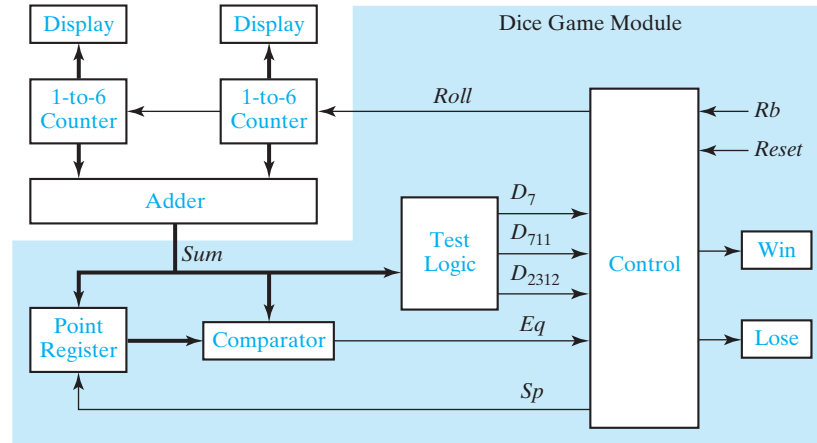 Display
Display
Dice Game Module
1-to-6
Counter
1-to-6
Counter
Roll
Rb
Reset
Adder
Sum
Test
Logic
D7
D711
D2312
Control
Win
Point
Register
Comparator
Eq
Lose
Sp